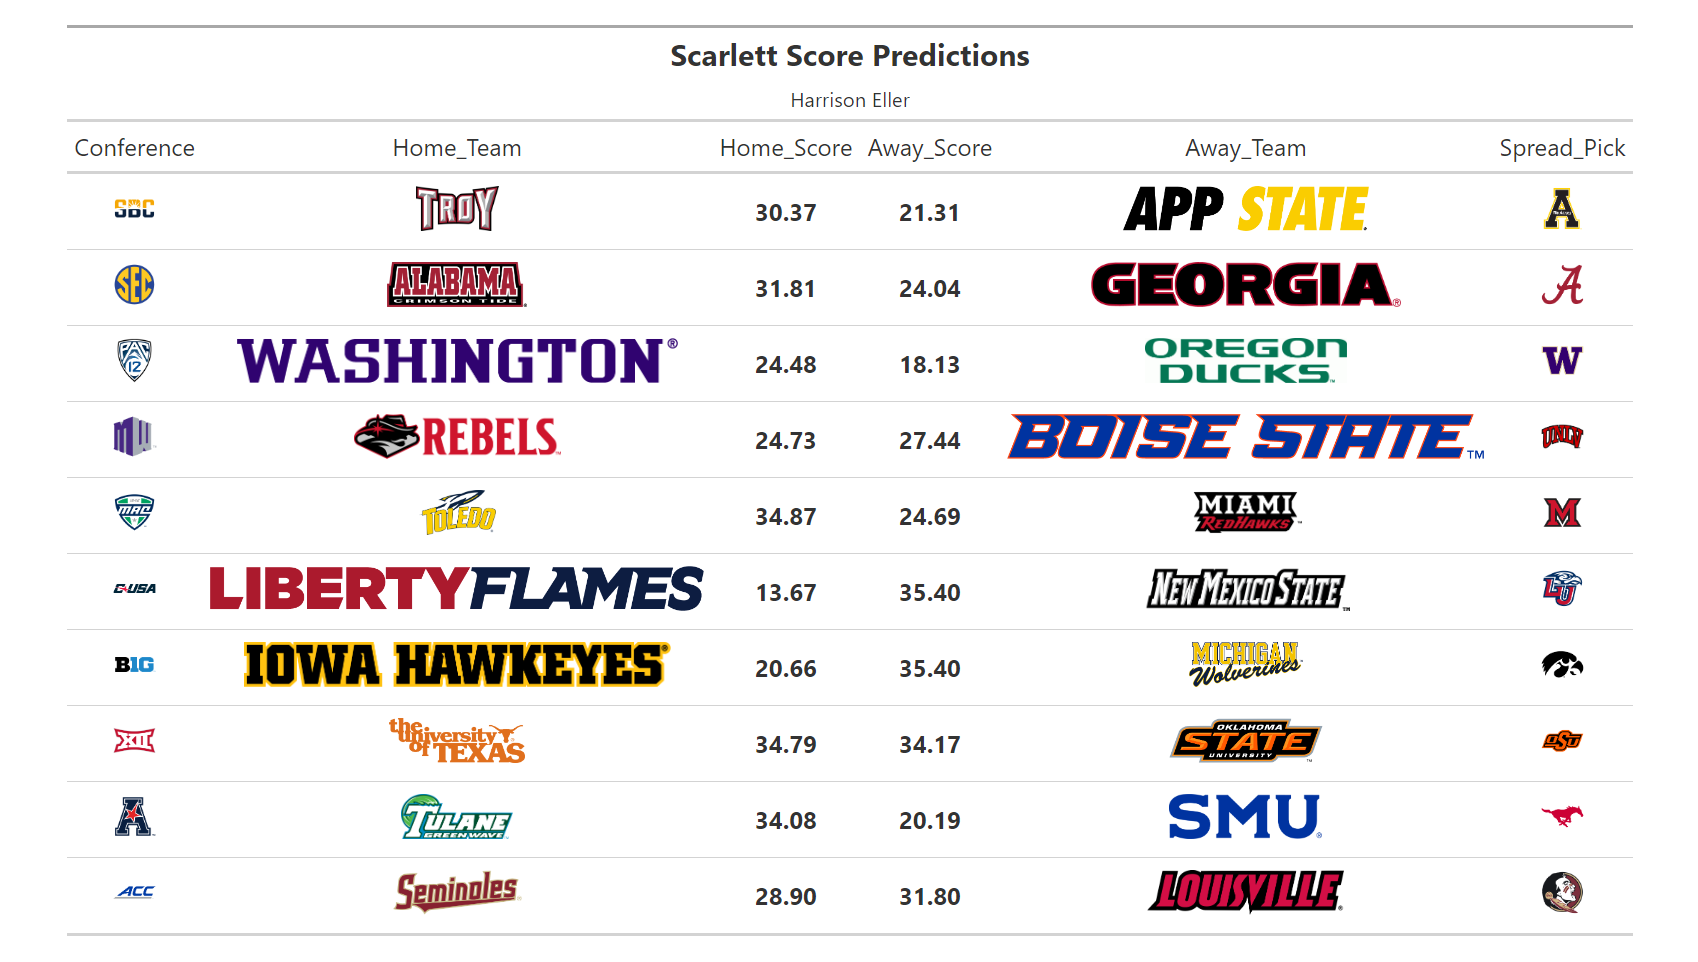 Scarlett Score Predictions
Harrison Eller
Conference Home_Team Home_Score Away_Score Away_Team Spread_Pick
SBC TROY 30.37 21.31 APP STATE A
SEC ALABAMA CRIMSON TIDE 31.81 24.04 GEORGIA® A
PAC 12 WASHINGTON® 24.48 18.13 OREGON DUCKS W
MW REBELS 24.73 27.44 BOISE STATE™ UNLV
MAC TOLEDO 34.87 24.69 MIAMI REDHAWKS M
C-USA LIBERTY FLAMES 13.67 35.40 NEW MEXICO STATE™ LU
B1G IOWA HAWKEYES 20.66 35.40 MICHIGAN Wolverines
XII the University of TEXAS 34.79 34.17 OKLAHOMA STATE UNIVERSITY™ OSU
A TULANE GREEN WAVE 34.08 20.19 SMU®
ACC Seminoles 28.90 31.80 LOUISVILLE